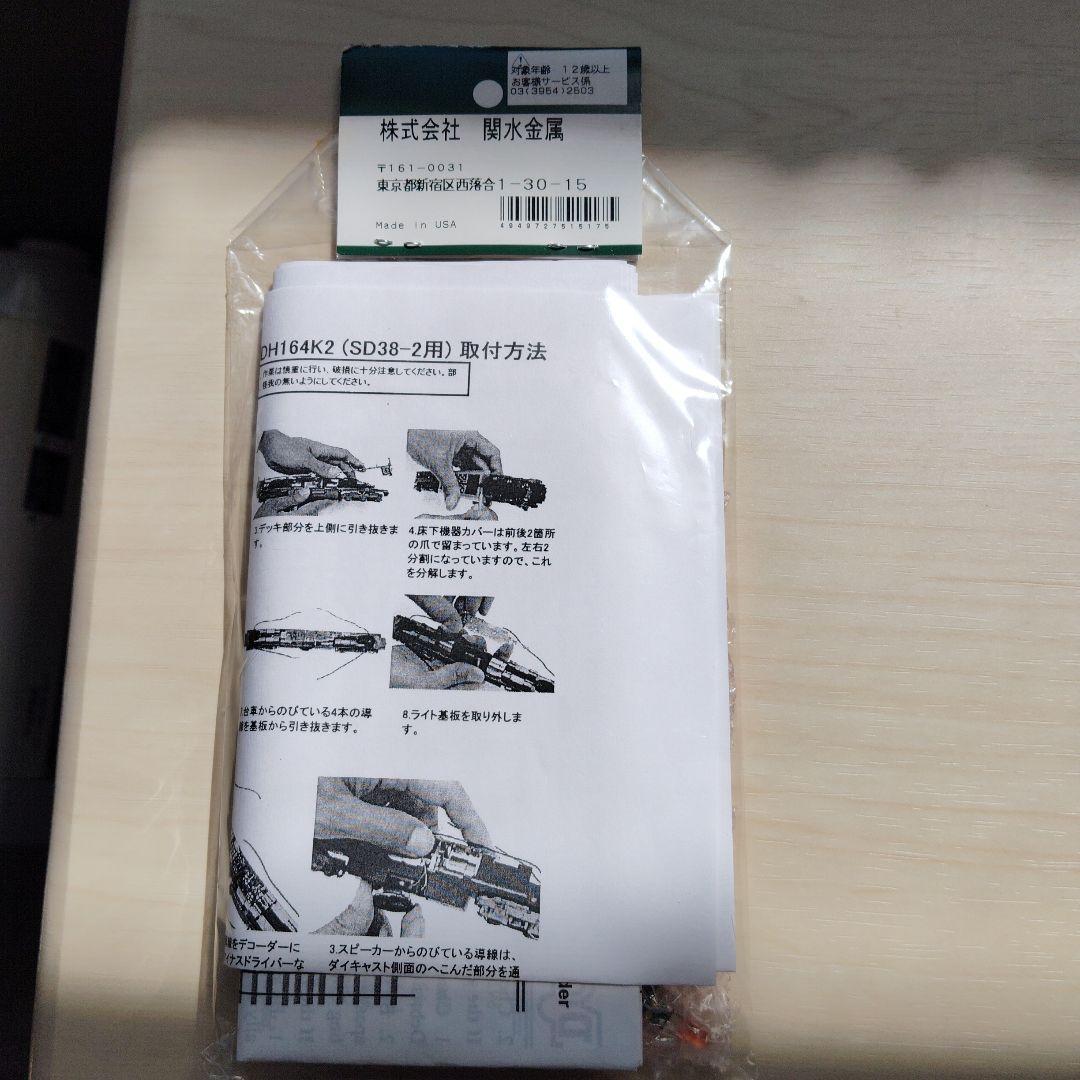 対象年齢 12歳以上
お客様サービス係
03(3954)2503
株式会社 関水金属
〒161-0031
東京都新宿区西落合1-30-15
Made in USA
4949727515175
DH164K2 (SD38-2用) 取付方法
作業は慎重に行い、破損に十分注意してください。部
怪我の無いようにしてください。
3.デッキ部分を上側に引き抜きま
す。
4.床下機器カバーは前後2箇所
の爪で留まっています。左右2
分割になっていますので、これ
を分解します。
7.台車からのびている4本の導
線を基板から引き抜きます。
8.ライト基板を取り外しま
す。
線をデコーダーに
イナスドライバーな
3.スピーカーからのびている導線は、
ダイキャスト側面のへこんだ部分を通
der